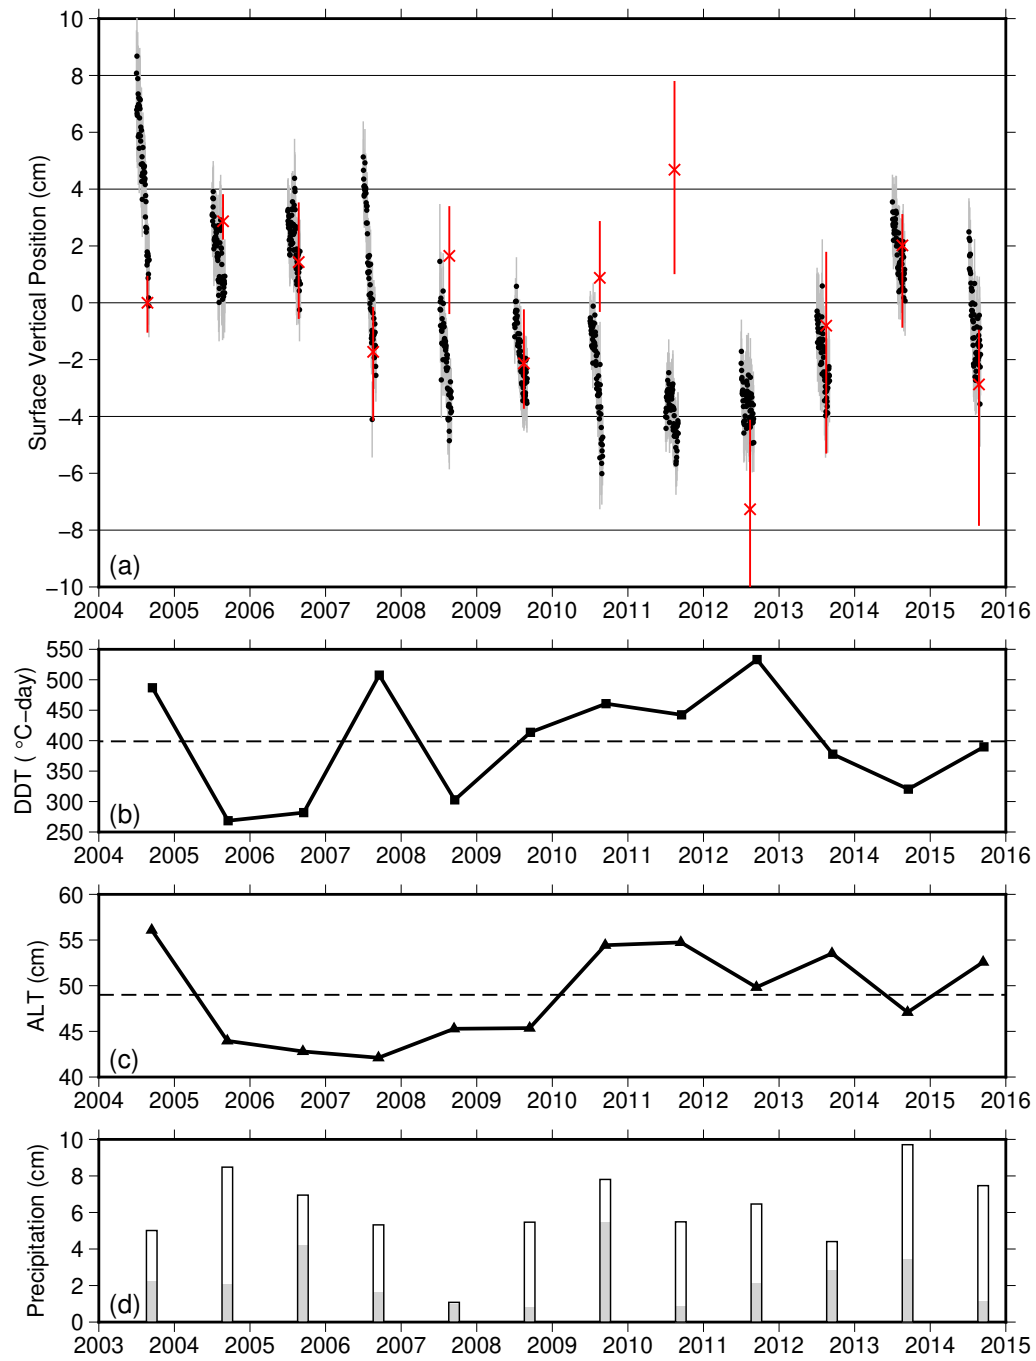 10
8
6
4
2
0
−2
−4
−6
−8
−10
Surface Vertical Position (cm)
(a)
2004 2005 2006 2007 2008 2009 2010 2011 2012 2013 2014 2015 2016
550
500
450
400
350
300
250
DDT ( °C−day)
(b)
2004 2005 2006 2007 2008 2009 2010 2011 2012 2013 2014 2015 2016
60
55
50
45
40
ALT (cm)
(c)
2004 2005 2006 2007 2008 2009 2010 2011 2012 2013 2014 2015 2016
10
8
6
4
2
0
Precipitation (cm)
(d)
2003 2004 2005 2006 2007 2008 2009 2010 2011 2012 2013 2014 2015